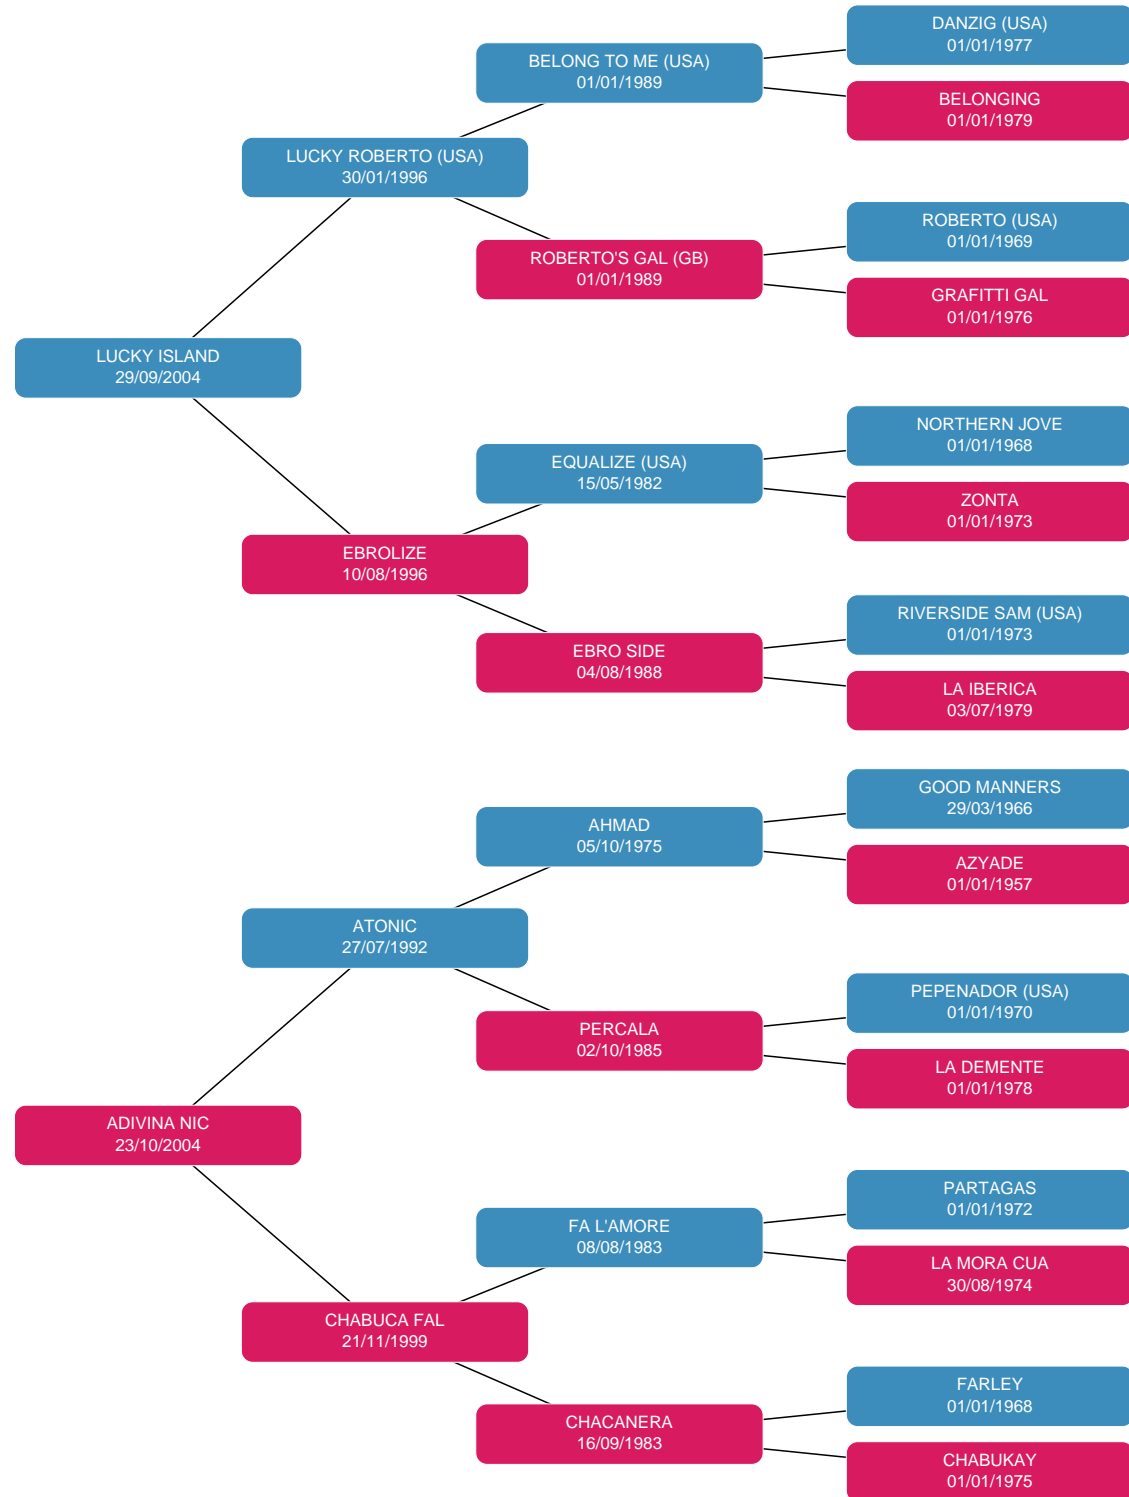 DANZIG (USA)
01/01/1977
BELONG TO ME (USA)
01/01/1989
BELONGING
01/01/1979
LUCKY ROBERTO (USA)
30/01/1996
ROBERTO (USA)
01/01/1969
ROBERTO'S GAL (GB)
01/01/1989
GRAFITTI GAL
01/01/1976
LUCKY ISLAND
29/09/2004
NORTHERN JOVE
01/01/1968
EQUALIZE (USA)
15/05/1982
ZONTA
01/01/1973
EBROLIZE
10/08/1996
RIVERSIDE SAM (USA)
01/01/1973
EBRO SIDE
04/08/1988
LA IBERICA
03/07/1979
GOOD MANNERS
29/03/1966
AHMAD
05/10/1975
AZYADE
01/01/1957
ATONIC
27/07/1992
PEPENADOR (USA)
01/01/1970
PERCALA
02/10/1985
LA DEMENTE
01/01/1978
ADIVINA NIC
23/10/2004
PARTAGAS
01/01/1972
FA L'AMORE
08/08/1983
LA MORA CUA
30/08/1974
CHABUCA FAL
21/11/1999
FARLEY
01/01/1968
CHACANERA
16/09/1983
CHABUKAY
01/01/1975